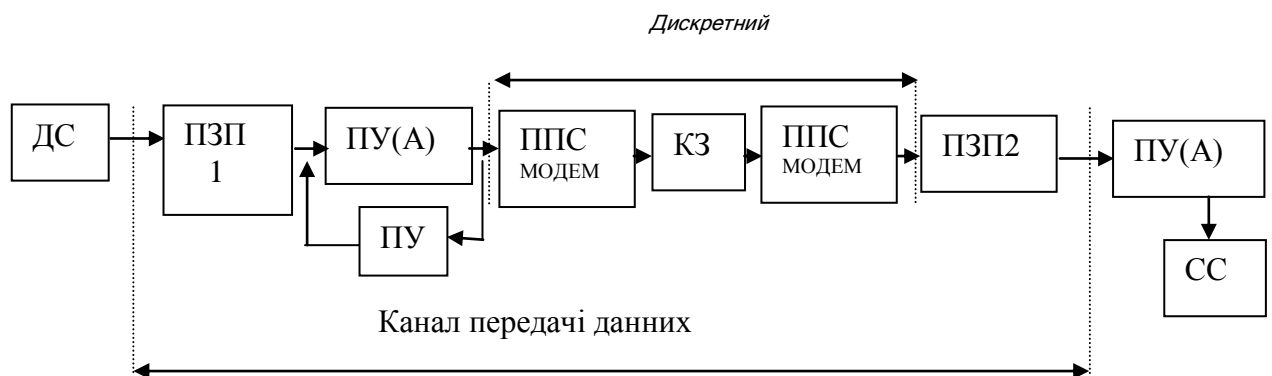 Дискретний
ДС
ПЗП
1
ПУ(А)
ППС
МОДЕМ
КЗ
ППС
МОДЕМ
ПЗП2
ПУ(А)
ПУ
СС
Канал передачі данних